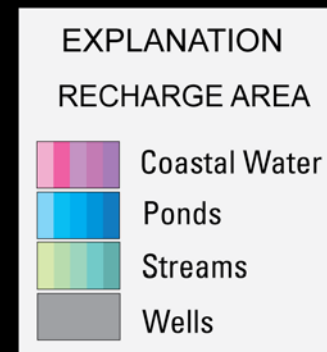 EXPLANATION
RECHARGE AREA
Coastal Water
Ponds
Streams
Wells